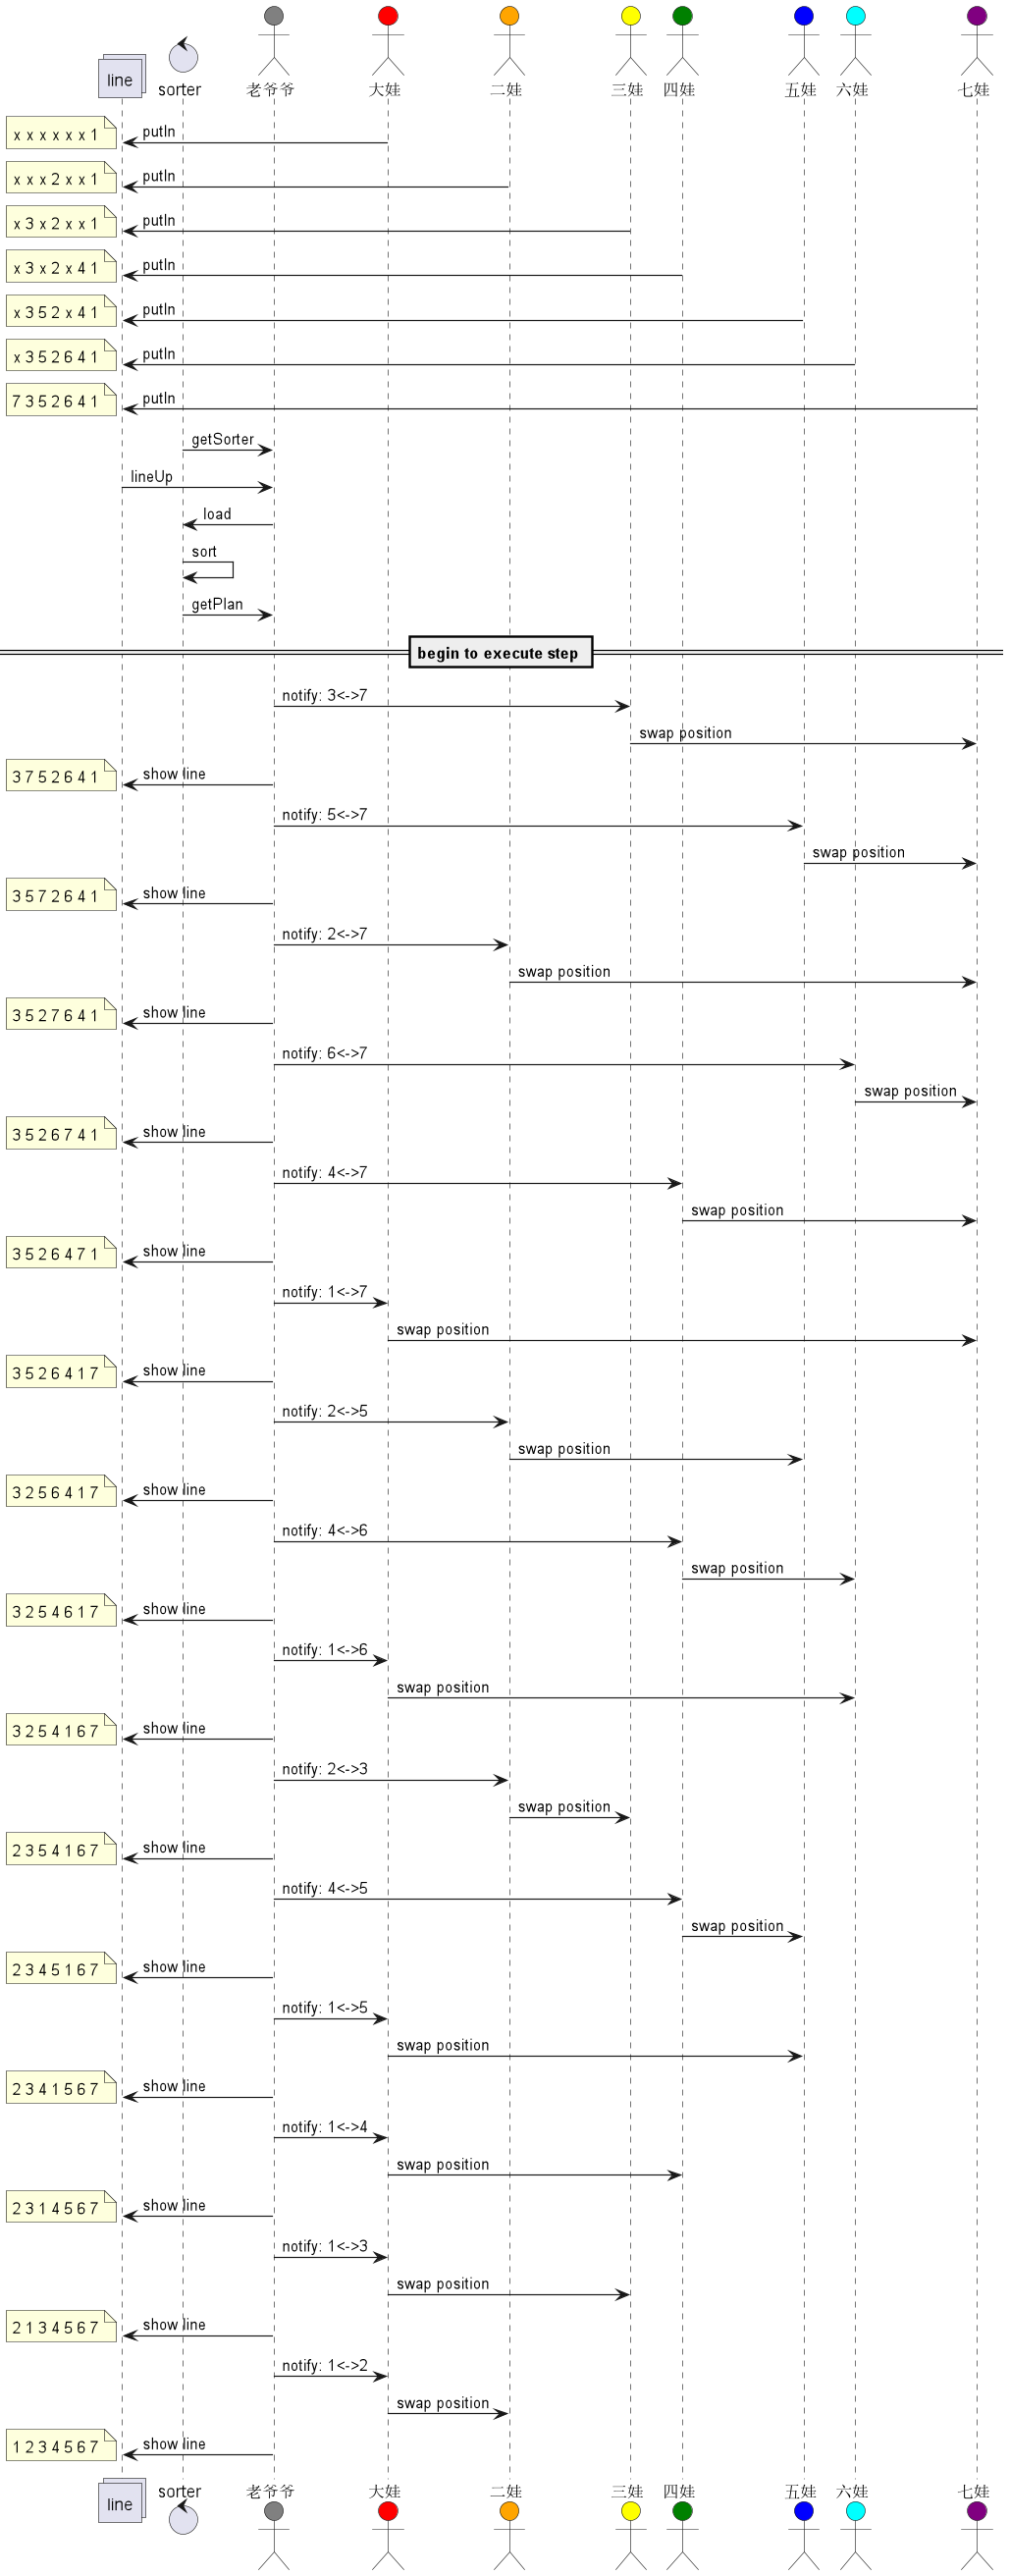 line
sorter
老爷爷
大娃
二娃
三娃
四娃
五娃
六娃
七娃
x x x x x x 1
putIn
x x x 2 x x 1
putIn
x 3 x 2 x x 1
putIn
x 3 x 2 x 4 1
putIn
x 3 5 2 x 4 1
putIn
x 3 5 2 6 4 1
putIn
7 3 5 2 6 4 1
putIn
getSorter
lineUp
load
sort
getPlan
begin to execute step
notify: 3<->7
swap position
3 7 5 2 6 4 1
show line
notify: 5<->7
swap position
3 5 7 2 6 4 1
show line
notify: 2<->7
swap position
3 5 2 7 6 4 1
show line
notify: 6<->7
swap position
3 5 2 6 7 4 1
show line
notify: 4<->7
swap position
3 5 2 6 4 7 1
show line
notify: 1<->7
swap position
3 5 2 6 4 1 7
show line
notify: 2<->5
swap position
3 2 5 6 4 1 7
show line
notify: 4<->6
swap position
3 2 5 4 6 1 7
show line
notify: 1<->6
swap position
3 2 5 4 1 6 7
show line
notify: 2<->3
swap position
2 3 5 4 1 6 7
show line
notify: 4<->5
swap position
2 3 4 5 1 6 7
show line
notify: 1<->5
swap position
2 3 4 1 5 6 7
show line
notify: 1<->4
swap position
2 3 1 4 5 6 7
show line
notify: 1<->3
swap position
2 1 3 4 5 6 7
show line
notify: 1<->2
swap position
1 2 3 4 5 6 7
show line
line
sorter
老爷爷
大娃
二娃
三娃
四娃
五娃
六娃
七娃